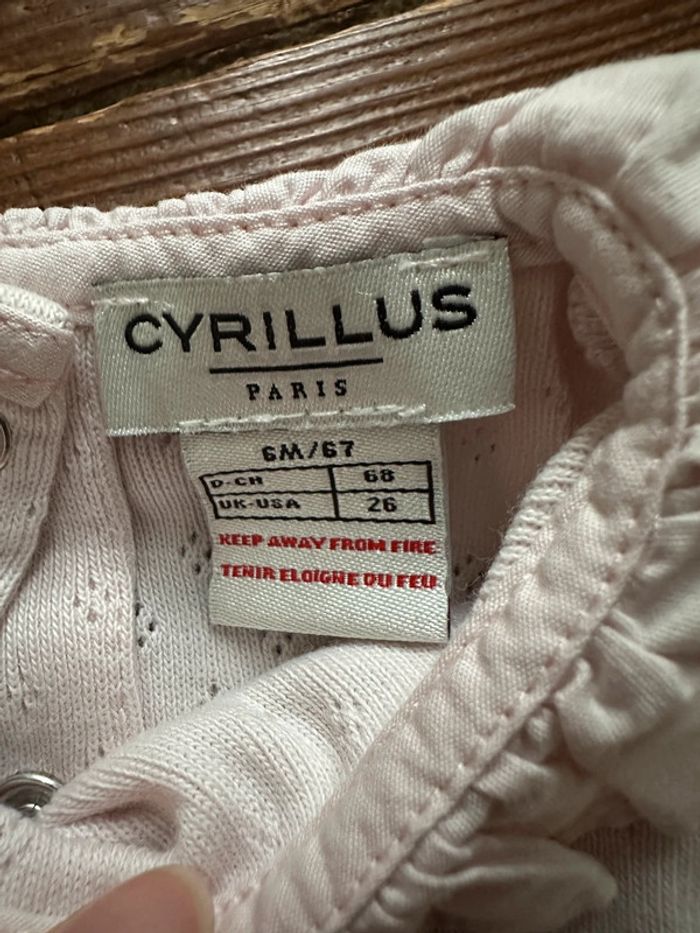 CYRILLUS
PARIS
6M/67
D-CH 68
UK-USA 26
KEEP AWAY FROM FIRE
TENIR ELOIGNE DU FEU